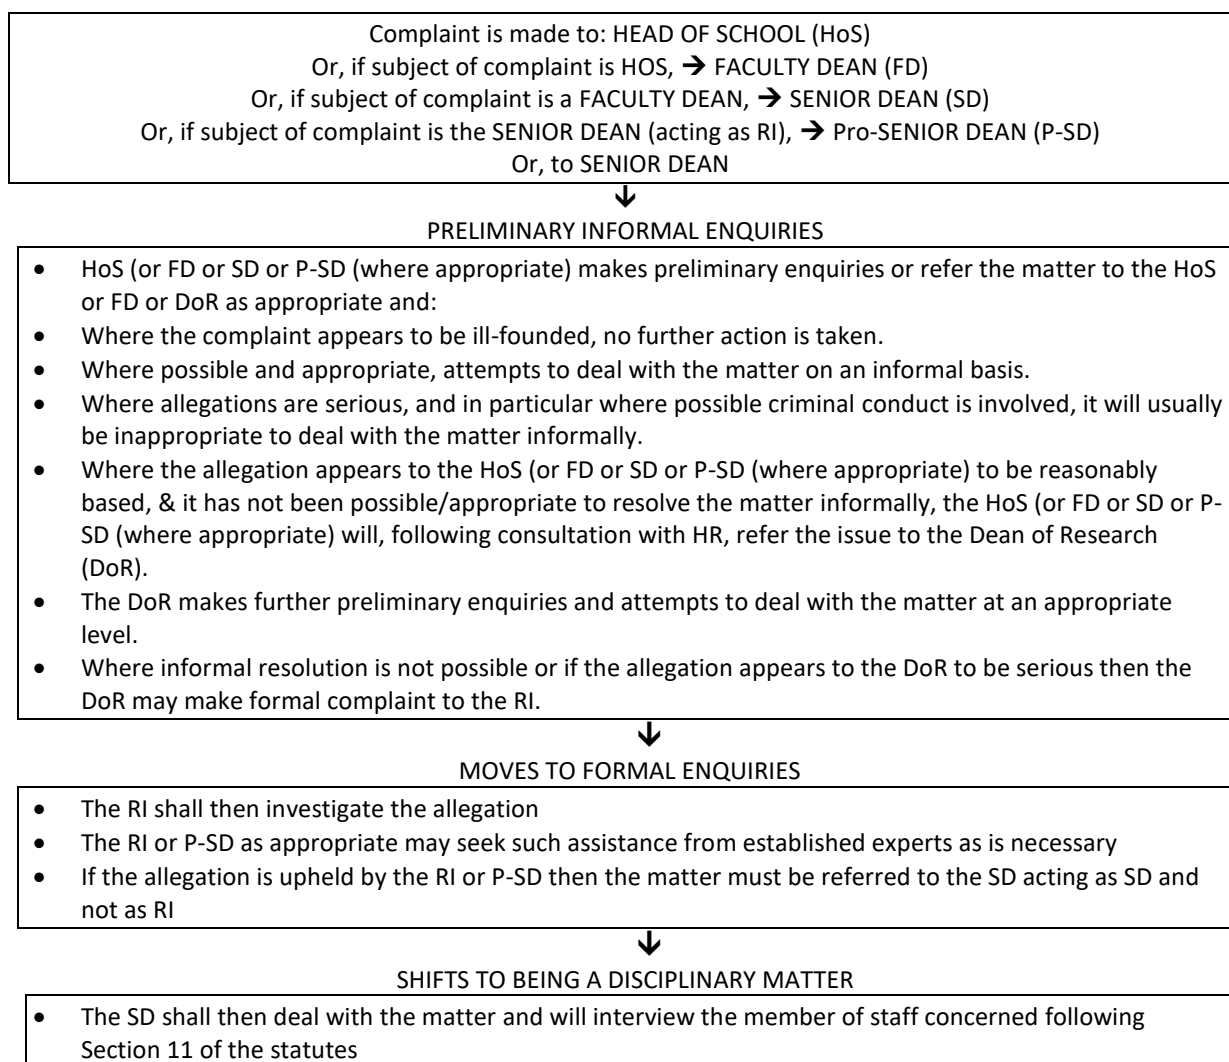 Complaint is made to: HEAD OF SCHOOL (HoS)
Or, if subject of complaint is HOS, → FACULTY DEAN (FD)
Or, if subject of complaint is a FACULTY DEAN, → SENIOR DEAN (SD)
Or, if subject of complaint is the SENIOR DEAN (acting as RI), → Pro-SENIOR DEAN (P-SD)
Or, to SENIOR DEAN
↓
PRELIMINARY INFORMAL ENQUIRIES
• HoS (or FD or SD or P-SD (where appropriate) makes preliminary enquiries or refer the matter to the HoS
or FD or DoR as appropriate and:
• Where the complaint appears to be ill-founded, no further action is taken.
• Where possible and appropriate, attempts to deal with the matter on an informal basis.
• Where allegations are serious, and in particular where possible criminal conduct is involved, it will usually
be inappropriate to deal with the matter informally.
• Where the allegation appears to the HoS (or FD or SD or P-SD (where appropriate) to be reasonably
based, & it has not been possible/appropriate to resolve the matter informally, the HoS (or FD or SD or P-
SD (where appropriate) will, following consultation with HR, refer the issue to the Dean of Research
(DoR).
• The DoR makes further preliminary enquiries and attempts to deal with the matter at an appropriate
level.
• Where informal resolution is not possible or if the allegation appears to the DoR to be serious then the
DoR may make formal complaint to the RI.
↓
MOVES TO FORMAL ENQUIRIES
• The RI shall then investigate the allegation
• The RI or P-SD as appropriate may seek such assistance from established experts as is necessary
• If the allegation is upheld by the RI or P-SD then the matter must be referred to the SD acting as SD and
not as RI
↓
SHIFTS TO BEING A DISCIPLINARY MATTER
• The SD shall then deal with the matter and will interview the member of staff concerned following
Section 11 of the statutes